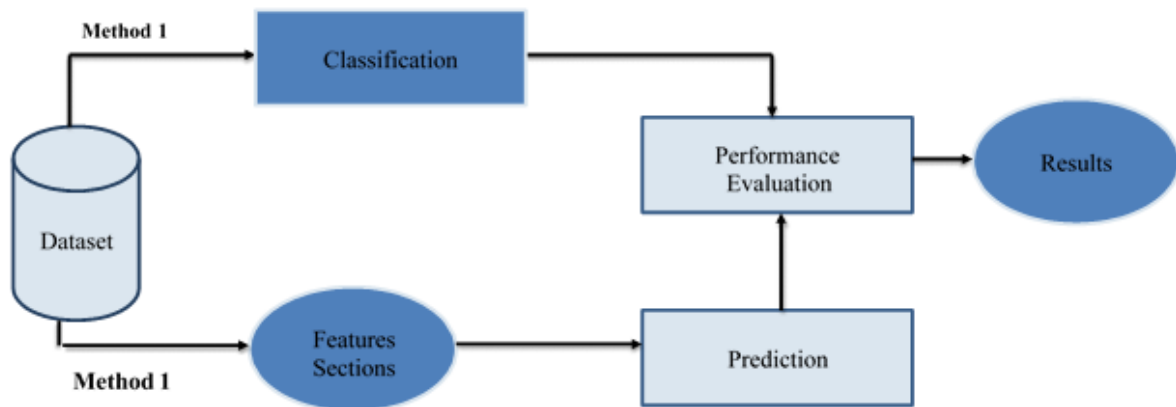 Method 1
Classification
Performance
Evaluation
Results
Dataset
Features
Sections
Prediction
Method 1